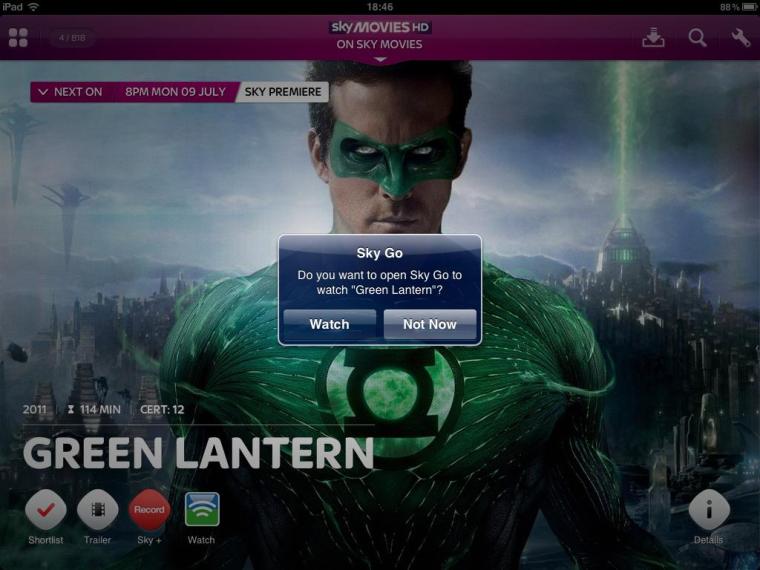 iPad
18:46
88%
4 / 818
sky MOVIES HD
ON SKY MOVIES
NEXT ON
8PM MON 09 JULY
SKY PREMIERE
Sky Go
Do you want to open Sky Go to
watch "Green Lantern"?
Watch
Not Now
2011
114 MIN
CERT: 12
GREEN LANTERN
Record
Shortlist
Trailer
Sky +
Watch
Details